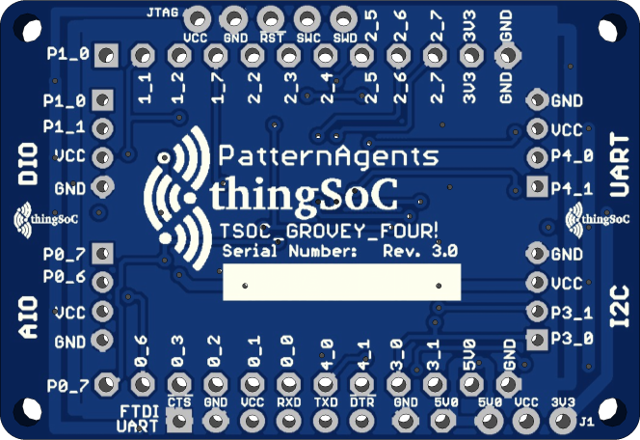 JTAG
VCC GND RST SWC SWD
2_5 2_6 2_7 3V3 GND
P1_0
1_1 1_2 1_7 2_2 2_3 2_4 2_5 2_6 2_7 3V3 GND
P1_0
P1_1
VCC
GND
DIO
thingSoC
P0_7
P0_6
VCC
GND
AIO
PatternAgents
thingSoC
TSOC_GROVEY_FOUR!
Serial Number: Rev. 3.0
GND
VCC
P4_0
P4_1
UART
thingSoC
GND
VCC
P3_1
P3_0
I2C
0_6 0_3 0_2 0_1 0_0 4_0 4_1 3_0 3_1 5V0 GND
P0_7
CTS GND VCC RXD TXD DTR GND 5V0 5V0 VCC 3V3
FTDI
UART
J1